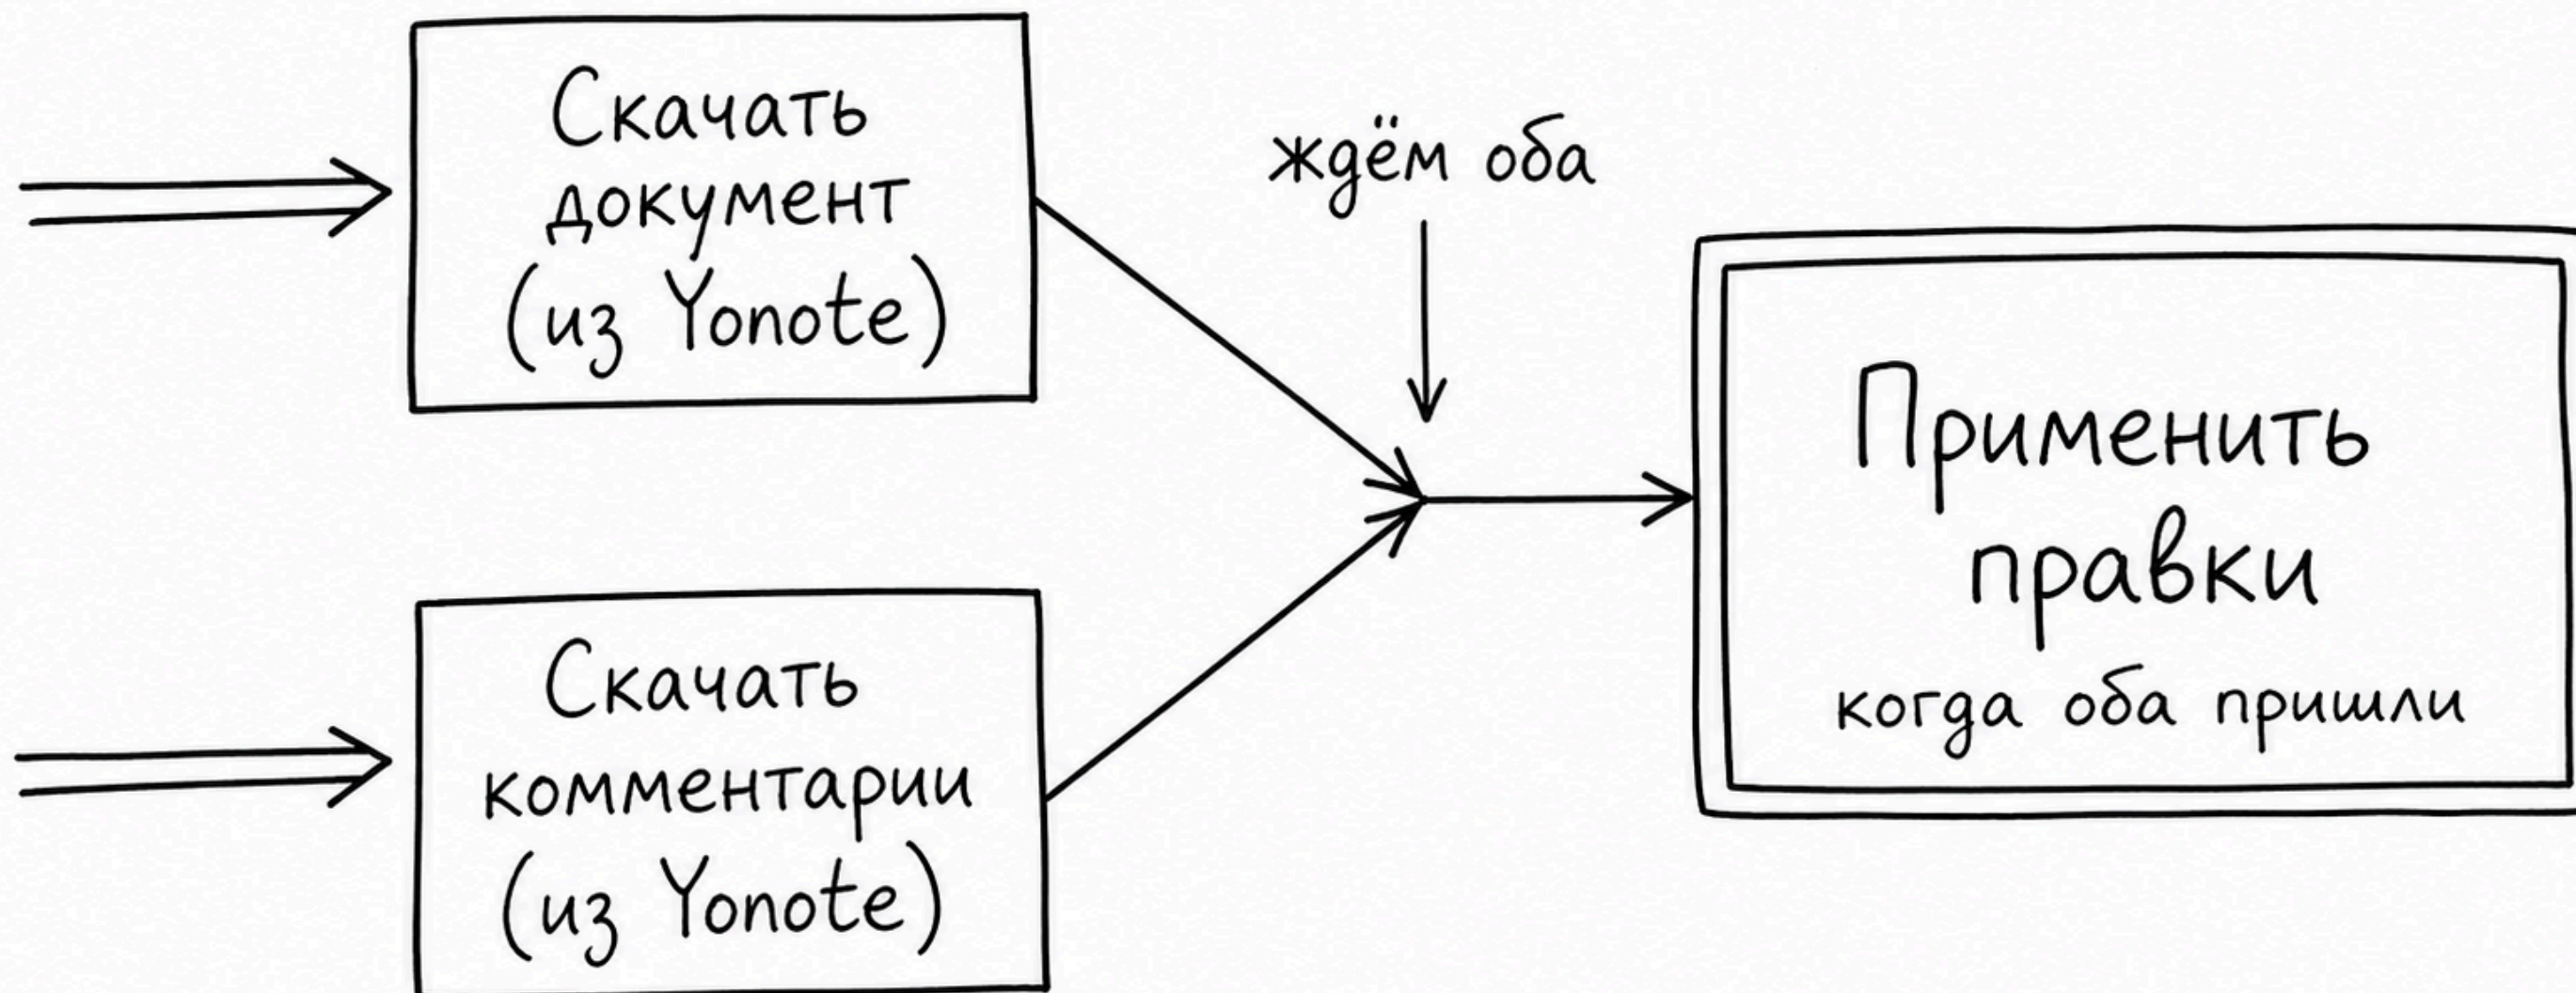 Скачать
документ
(из Yonote)
ждём оба
Применить
правки
когда оба пришли
Скачать
комментарии
(из Yonote)